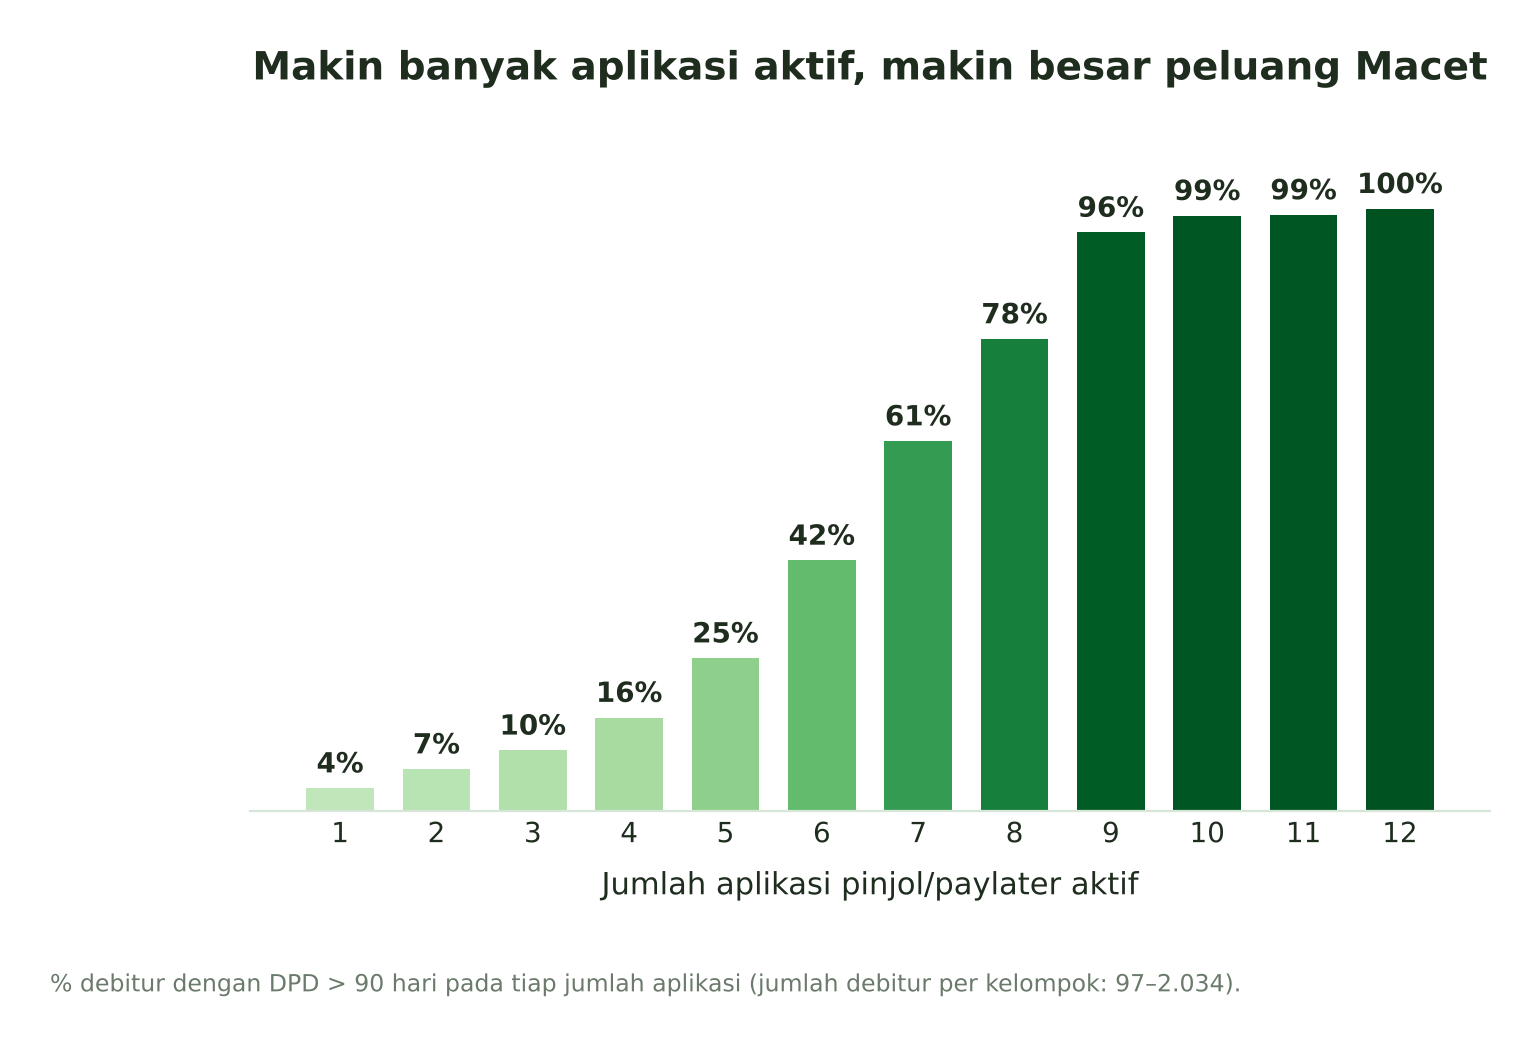 Makin banyak aplikasi aktif, makin besar peluang Macet
4% 7% 10% 16% 25% 42% 61% 78% 96% 99% 99% 100%
1 2 3 4 5 6 7 8 9 10 11 12
Jumlah aplikasi pinjol/paylater aktif
% debitur dengan DPD > 90 hari pada tiap jumlah aplikasi (jumlah debitur per kelompok: 97–2.034).